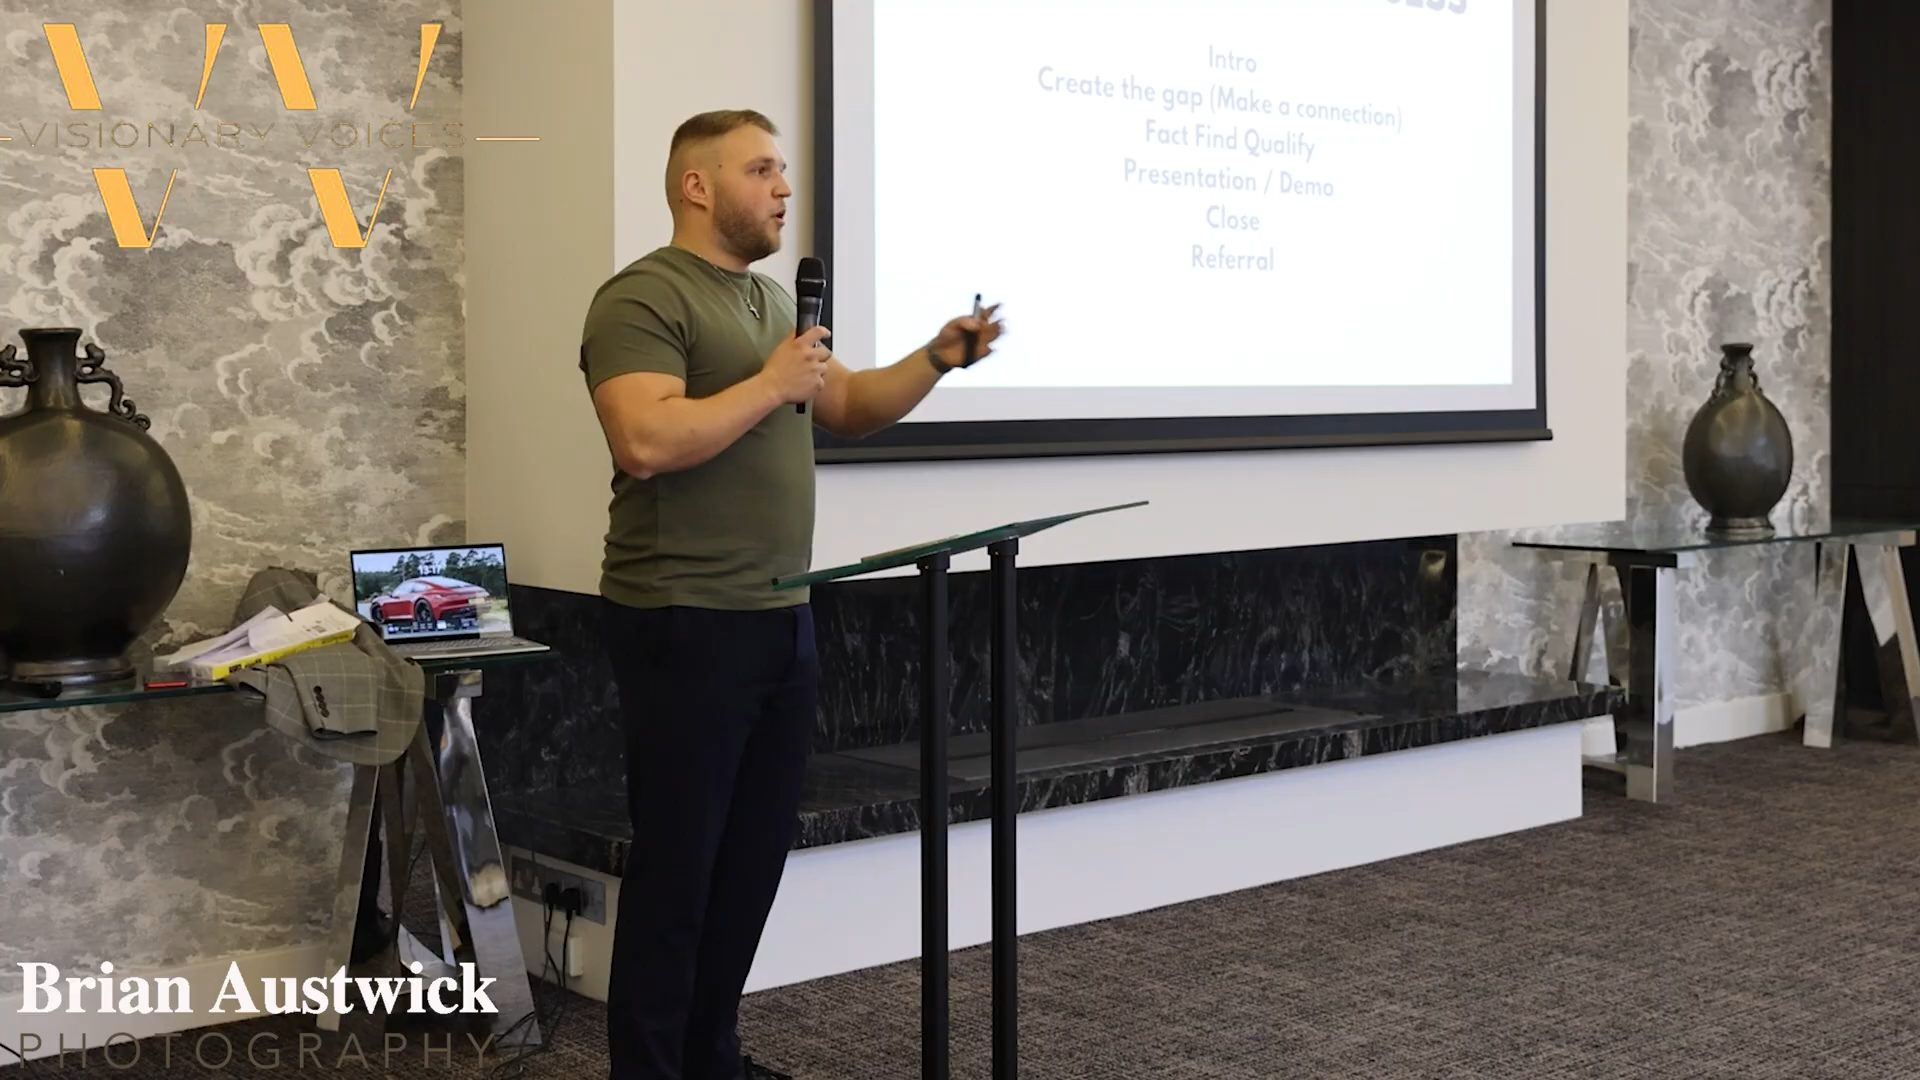 VISIONARY VOICES
Intro
Create the gap (Make a connection)
Fact Find Qualify
Presentation / Demo
Close
Referral
Brian Austwick
PHOTOGRAPHY